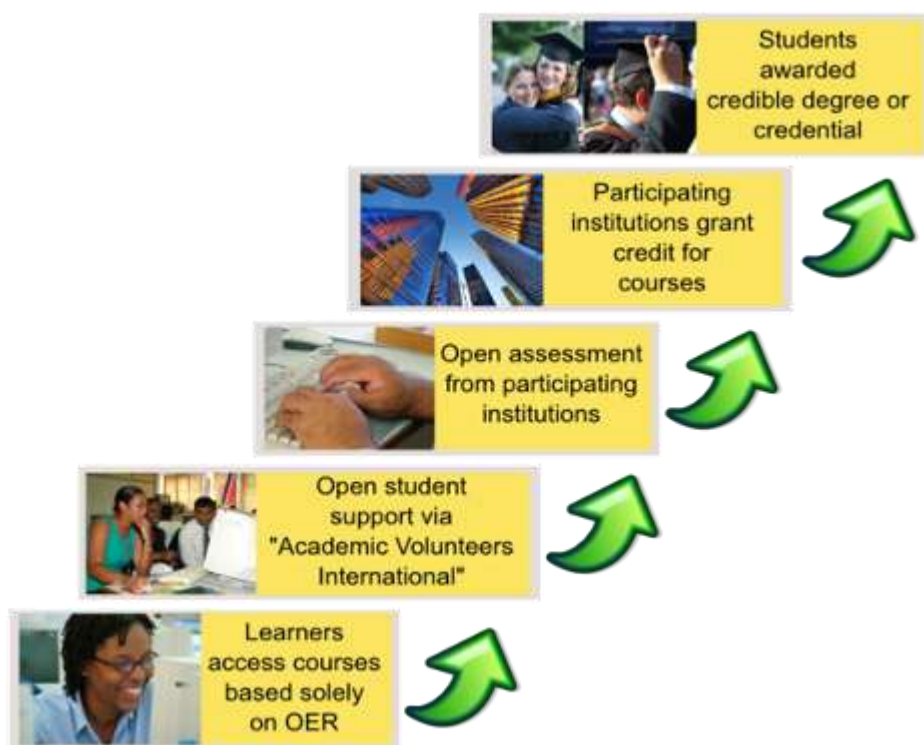 Students
awarded
credible degree or
credential
Participating
institutions grant
credit for
courses
Open assessment
from participating
institutions
Open student
support via
"Academic Volunteers
International"
Learners
access courses
based solely
on OER